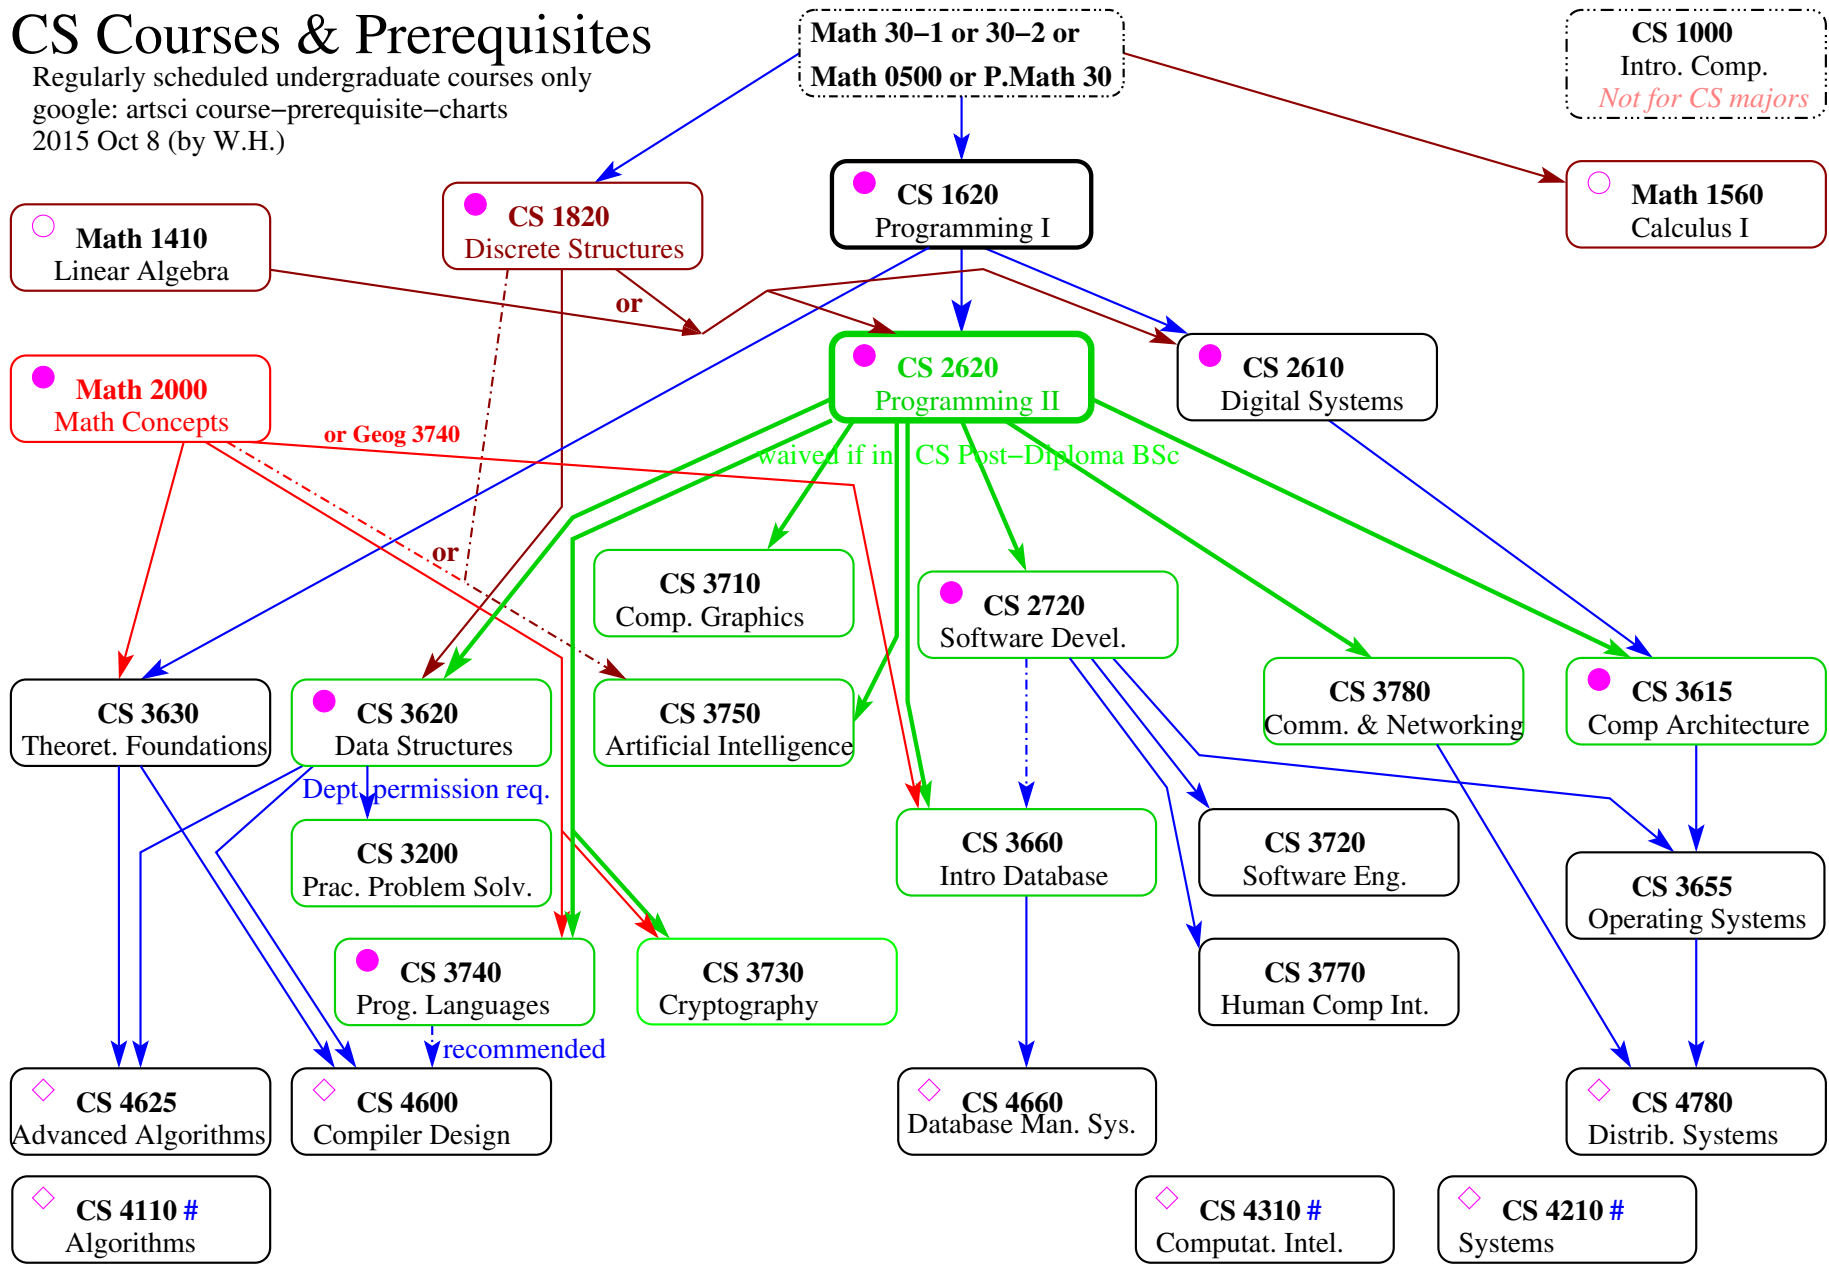 CS Courses & Prerequisites
Regularly scheduled undergraduate courses only
google: artsci course−prerequisite−charts
2015 Oct 8 (by W.H.)
Math 30−1 or 30−2 or
Math 0500 or P.Math 30
CS 1000
Intro. Comp.
Not for CS majors
Math 1410
Linear Algebra
CS 1820
Discrete Structures
CS 1620
Programming I
Math 1560
Calculus I
or
Math 2000
Math Concepts
or Geog 3740
CS 2620
Programming II
CS 2610
Digital Systems
waived if in CS Post−Diploma BSc
or
CS 3710
Comp. Graphics
CS 2720
Software Devel.
CS 3630
Theoret. Foundations
CS 3620
Data Structures
CS 3750
Artificial Intelligence
CS 3780
Comm. & Networking
CS 3615
Comp Architecture
Dept. permission req.
CS 3200
Prac. Problem Solv.
CS 3660
Intro Database
CS 3720
Software Eng.
CS 3655
Operating Systems
CS 3740
Prog. Languages
CS 3730
Cryptography
CS 3770
Human Comp Int.
recommended
CS 4625
Advanced Algorithms
CS 4600
Compiler Design
CS 4660
Database Man. Sys.
CS 4780
Distrib. Systems
CS 4110 #
Algorithms
CS 4310 #
Computat. Intel.
CS 4210 #
Systems